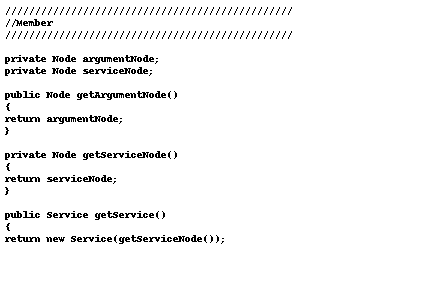 ////////////////////////////////////////////////
//Member
////////////////////////////////////////////////
private Node argumentNode;
private Node serviceNode;
public Node getArgumentNode()
{
return argumentNode;
}
private Node getServiceNode()
{
return serviceNode;
}
public Service getService()
{
return new Service(getServiceNode());